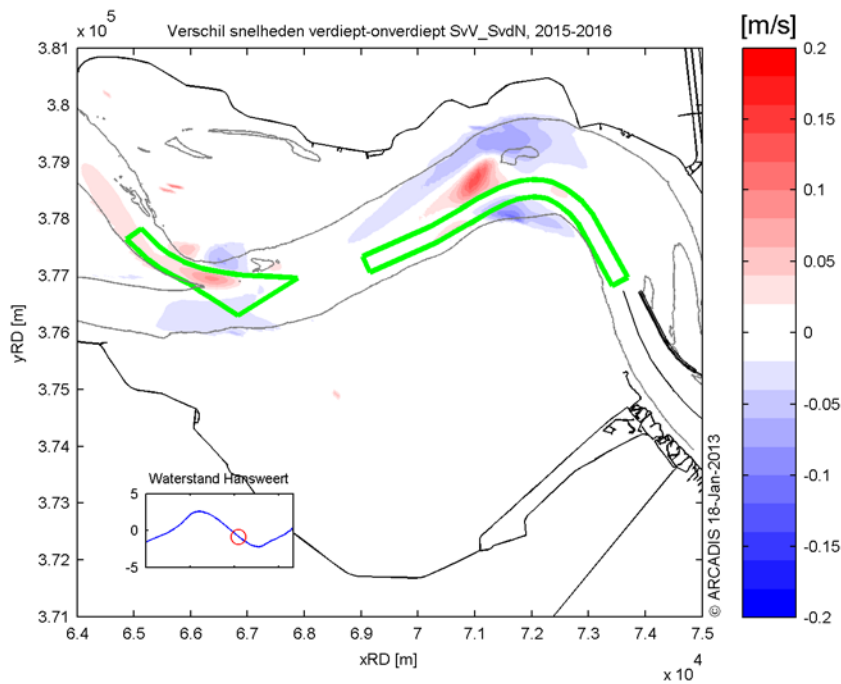 x 10⁵
Verschil snelheden verdiept-onverdiept SvV_SvdN, 2015-2016
[m/s]
3.81
3.8
3.79
3.78
3.77
3.76
3.75
3.74
3.73
3.72
3.71
yRD [m]
6.4 6.5 6.6 6.7 6.8 6.9 7 7.1 7.2 7.3 7.4 7.5
xRD [m]
x 10⁴
Waterstand Hansweert
5
0
-5
© ARCADIS 18-Jan-2013
0.2
0.15
0.1
0.05
0
-0.05
-0.1
-0.15
-0.2